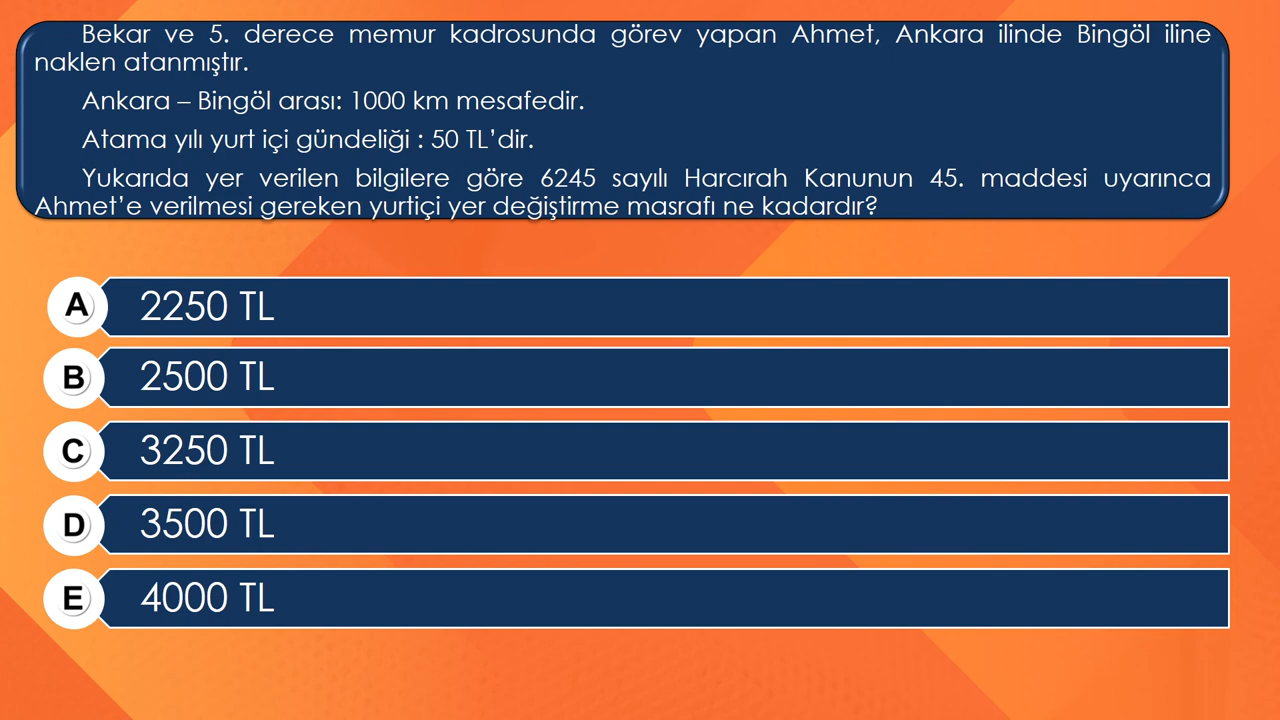 Bekar ve 5. derece memur kadrosunda görev yapan Ahmet, Ankara ilinde Bingöl iline
naklen atanmıştır.
Ankara – Bingöl arası: 1000 km mesafedir.
Atama yılı yurt içi gündeliği : 50 TL’dir.
Yukarıda yer verilen bilgilere göre 6245 sayılı Harcırah Kanunun 45. maddesi uyarınca
Ahmet’e verilmesi gereken yurtiçi yer değiştirme masrafı ne kadardır?
A 2250 TL
B 2500 TL
C 3250 TL
D 3500 TL
E 4000 TL